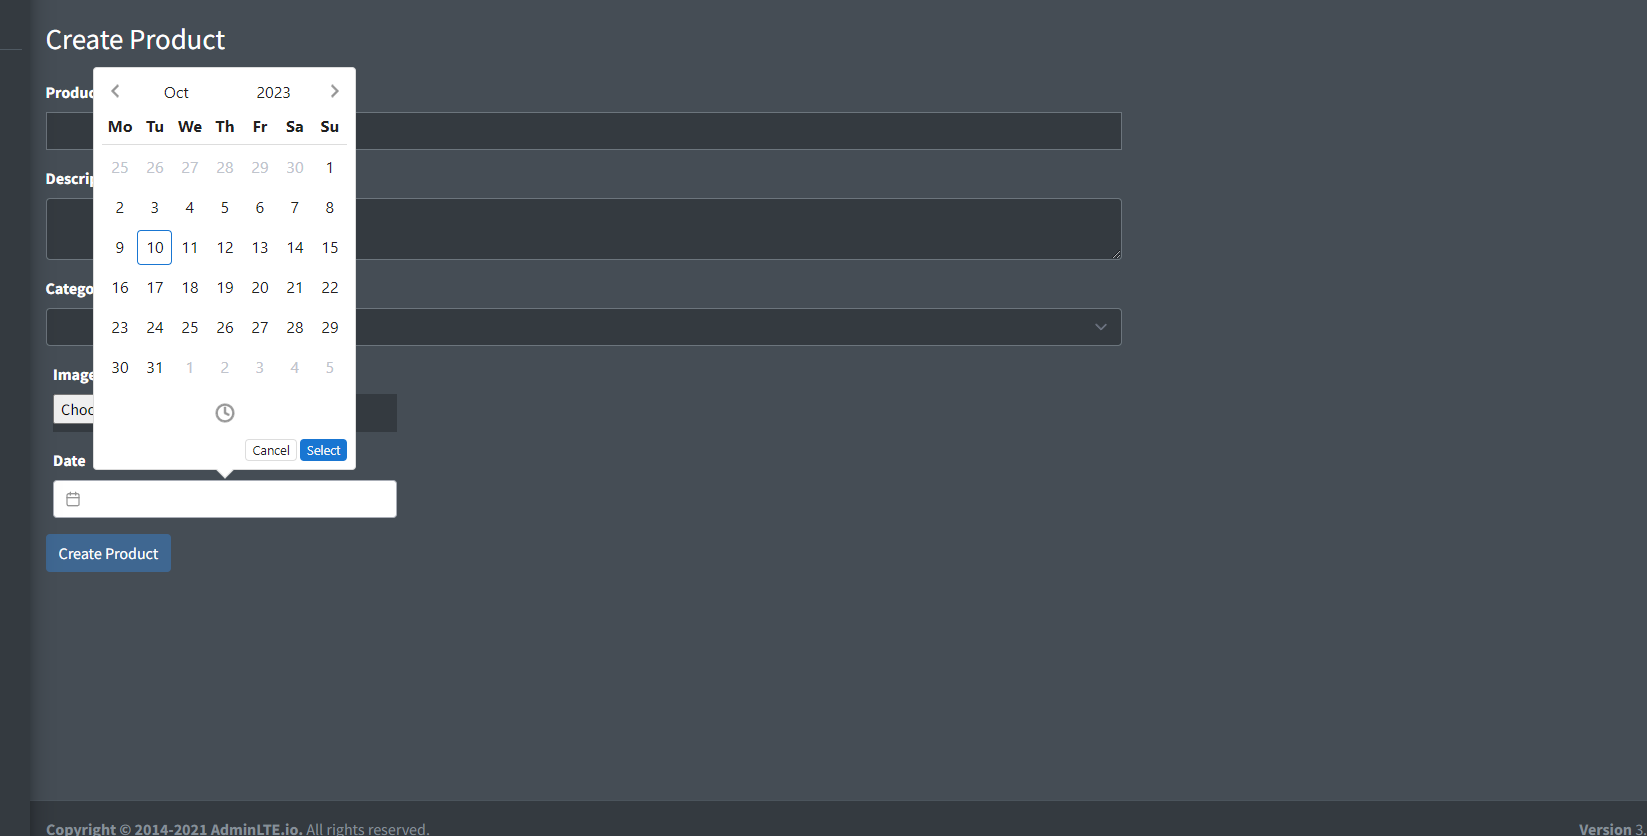 Create Product
Produc
Oct 2023
Mo Tu We Th Fr Sa Su
25 26 27 28 29 30 1
2 3 4 5 6 7 8
9 10 11 12 13 14 15
16 17 18 19 20 21 22
23 24 25 26 27 28 29
30 31 1 2 3 4 5
Cancel Select
Descrip
Catego
Image
Choo
Date
Create Product
Copyright © 2014-2021 AdminLTE.io. All rights reserved.
Version 3.